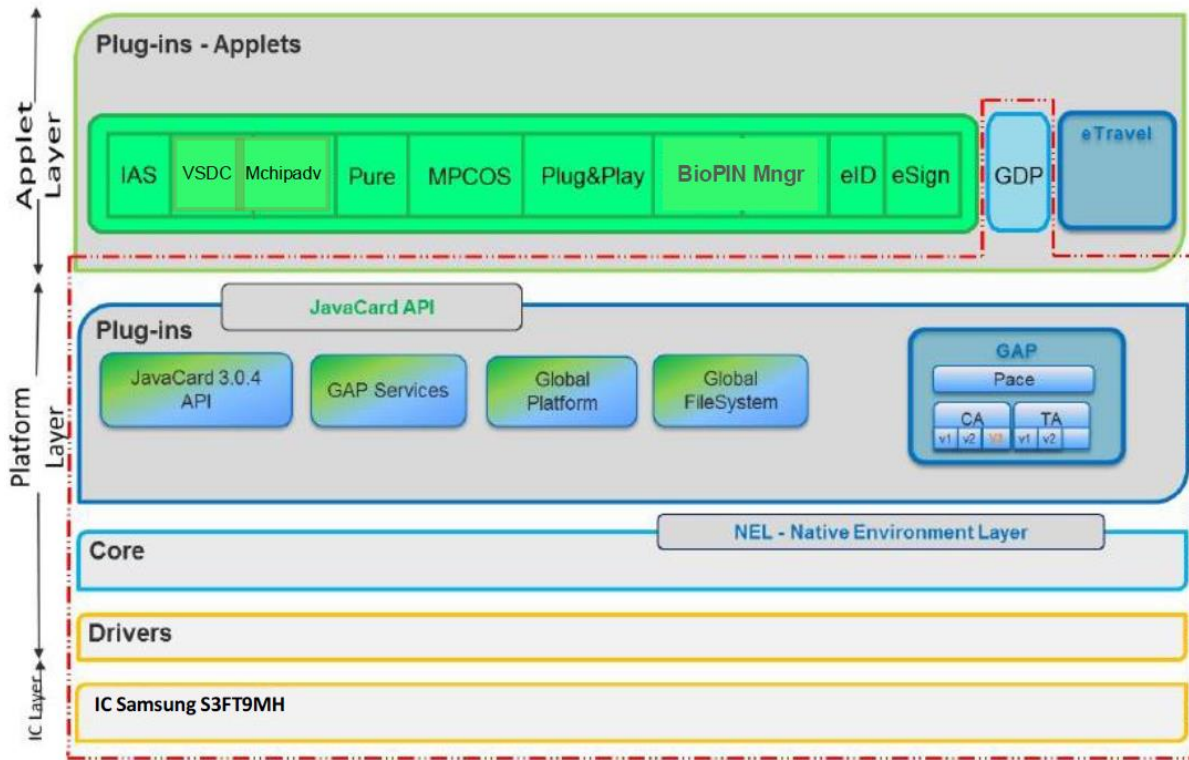 Plug-ins - Applets
Applet
Layer
IAS
VSDC
Mchipadv
Pure
MPCOS
Plug&Play
BioPIN Mngr
eID
eSign
GDP
eTravel
JavaCard API
Plug-ins
Platform
Layer
JavaCard 3.0.4
API
GAP Services
Global
Platform
Global
FileSystem
GAP
Pace
CA
TA
v1
v2
V3
v1
v2
NEL - Native Environment Layer
Core
Drivers
IC Layer
IC Samsung S3FT9MH